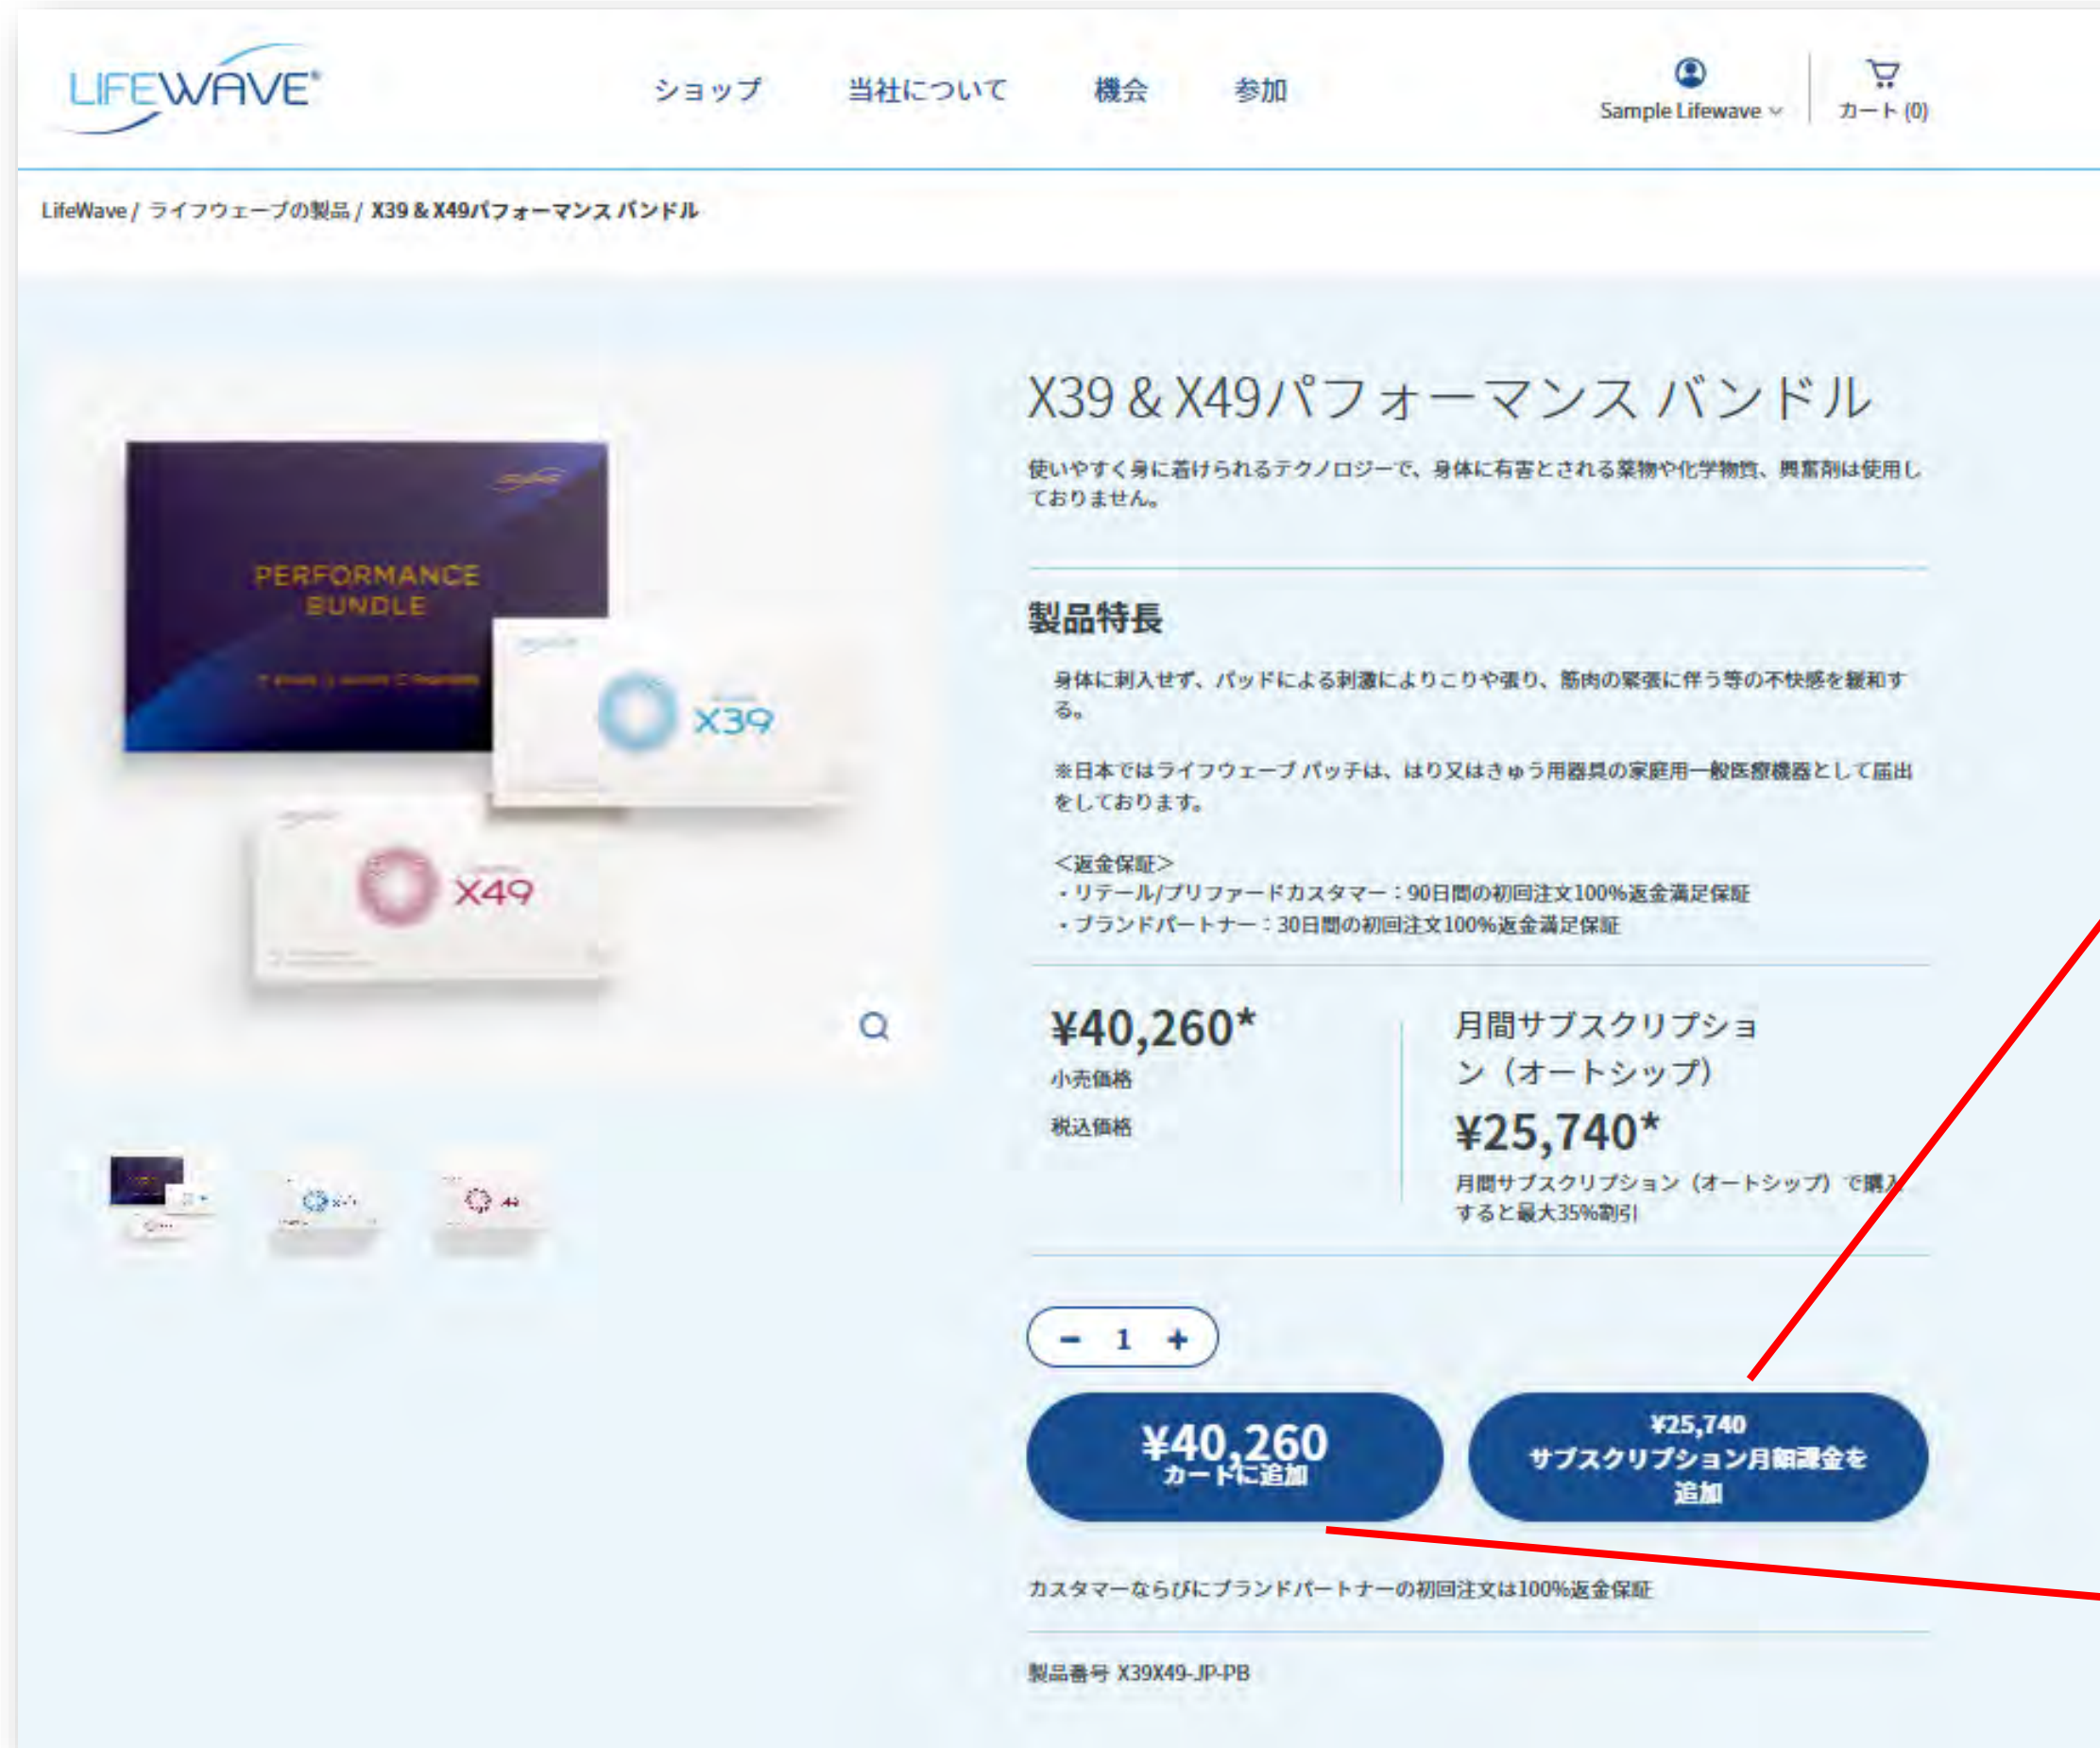 LIFEWAVE®
ショップ 当社について 機会 参加
Sample Lifewave カート (0)
LifeWave / ライフウェーブの製品 / X39 & X49パフォーマンス バンドル
PERFORMANCE
BUNDLE
X39
X49
X39 & X49パフォーマンス バンドル
使いやすく身に着けられるテクノロジーで、身体に有害とされる薬物や化学物質、興奮剤は使用し
ておりません。
製品特長
身体に刺入せず、パッドによる刺激によりこりや張り、筋肉の緊張に伴う等の不快感を緩和す
る。
※日本ではライフウェーブ パッチは、はり又はきゅう用器具の家庭用一般医療機器として届出
をしております。
＜返金保証＞
・リテール/プリファードカスタマー：90日間の初回注文100%返金満足保証
・ブランドパートナー：30日間の初回注文100%返金満足保証
¥40,260*
小売価格
税込価格
月間サブスクリプショ
ン（オートシップ）
¥25,740*
月間サブスクリプション（オートシップ）で購入
すると最大35%割引
- 1 +
¥40,260
カートに追加
¥25,740
サブスクリプション月額課金を
追加
カスタマーならびにブランドパートナーの初回注文は100%返金保証
製品番号 X39X49-JP-PB